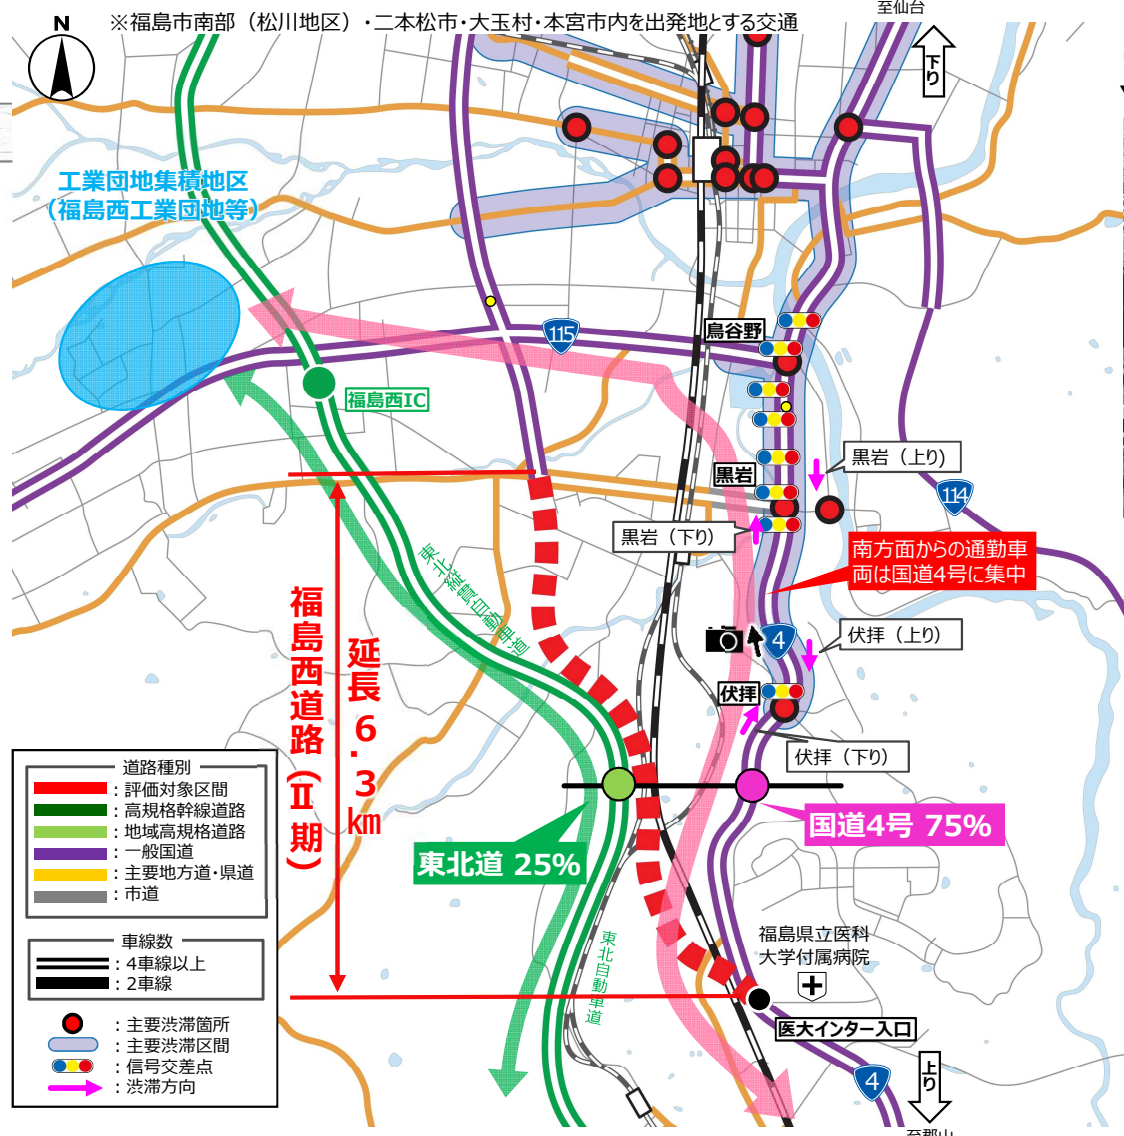 ※福島市南部（松川地区）・二本松市・大玉村・本宮市内を出発地とする交通
至仙台
N
下り
工業団地集積地区
（福島西工業団地等）
115
鳥谷野
福島西IC
黒岩
黒岩（上り）
114
黒岩（下り）
南方面からの通勤車
両は国道4号に集中
東北縦貫自動車道
4
伏拝（上り）
伏拝
伏拝（下り）
福島西道路（Ⅱ期）
延長6.3km
国道4号 75%
東北道 25%
東北自動車道
福島県立医科
大学付属病院
医大インター入口
4
上り
至郡山
道路種別
：評価対象区間
：高規格幹線道路
：地域高規格道路
：一般国道
：主要地方道・県道
：市道
車線数
：4車線以上
：2車線
：主要渋滞箇所
：主要渋滞区間
：信号交差点
：渋滞方向